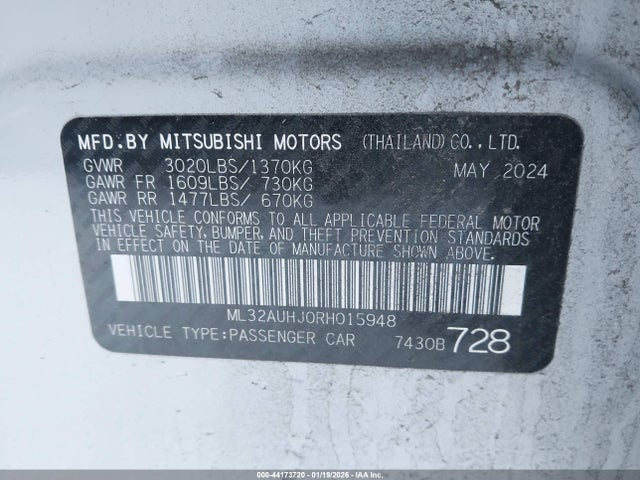 MFD.BY MITSUBISHI MOTORS (THAILAND) CO.,LTD.
GVWR 3020LBS/1370KG MAY 2024
GAWR FR 1609LBS/ 730KG
GAWR RR 1477LBS/ 670KG
THIS VEHICLE CONFORMS TO ALL APPLICABLE FEDERAL MOTOR
VEHICLE SAFETY, BUMPER, AND THEFT PREVENTION STANDARDS
IN EFFECT ON THE DATE OF MANUFACTURE SHOWN ABOVE.
ML32AUHJ0RH015948
VEHICLE TYPE:PASSENGER CAR 7430B 728
000-44173720 - 01/19/2026 - IAAI.COM